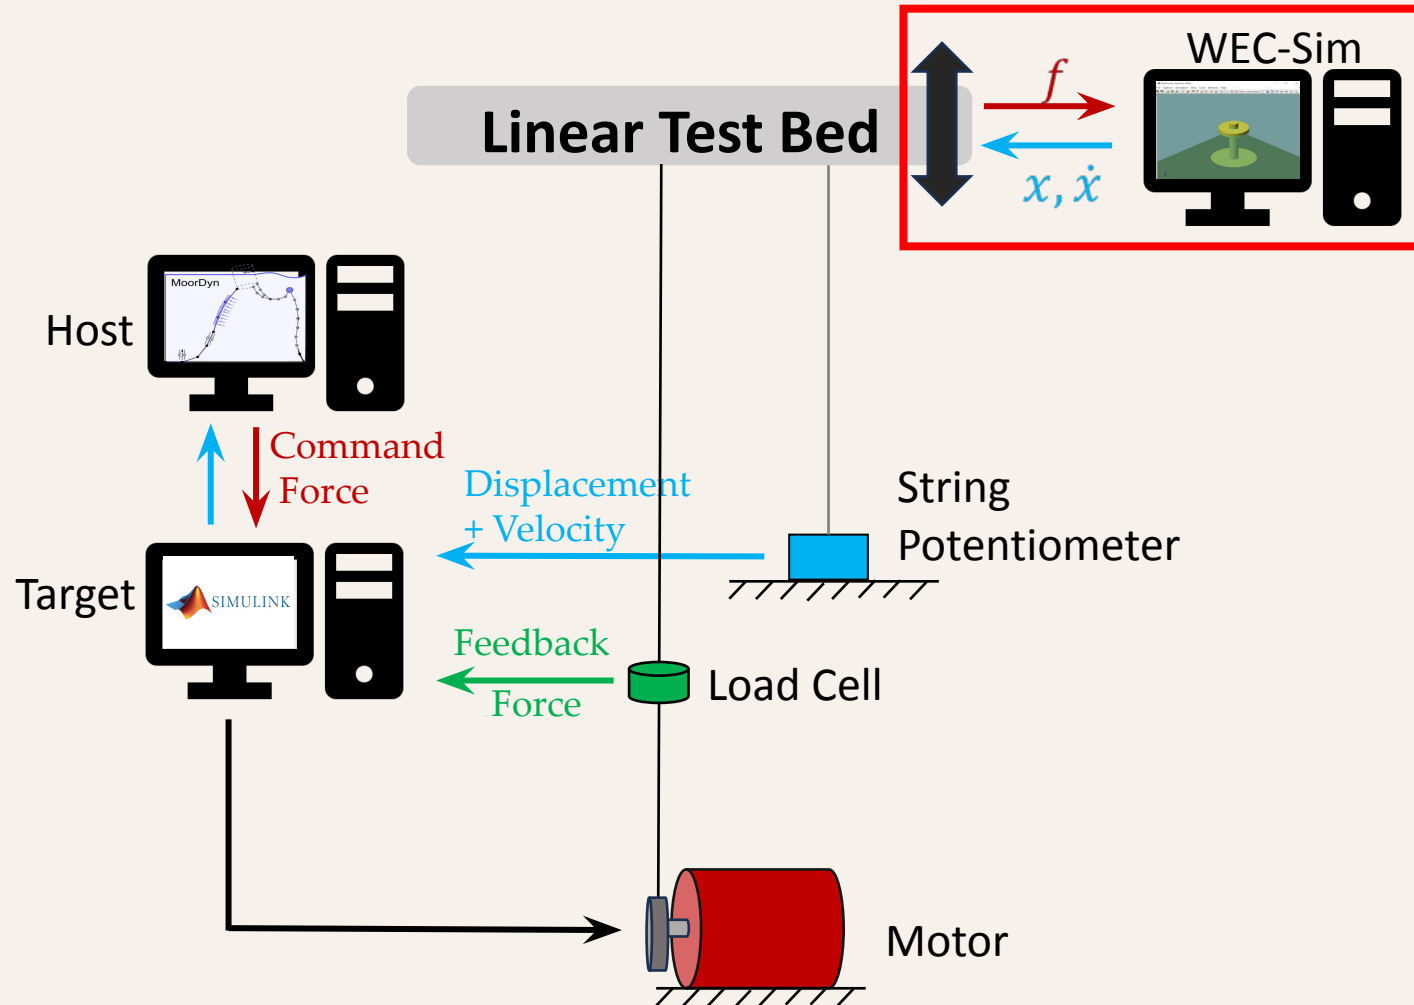 WEC-Sim
f
Linear Test Bed
x, ẋ
MoorDyn
Host
Command
Force
Displacement
+ Velocity
String
Potentiometer
Target
SIMULINK
Feedback
Force
Load Cell
Motor